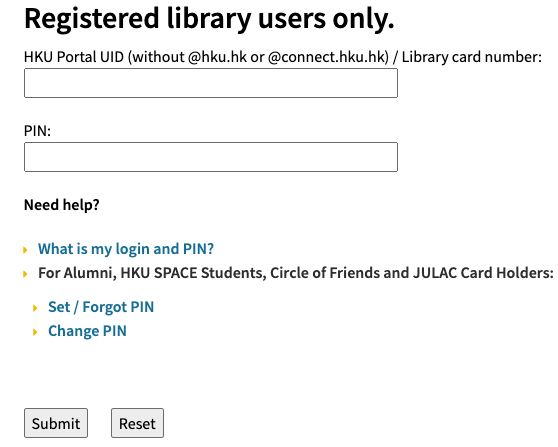 Registered library users only.
HKU Portal UID (without @hku.hk or @connect.hku.hk) / Library card number:
PIN:
Need help?
What is my login and PIN?
For Alumni, HKU SPACE Students, Circle of Friends and JULAC Card Holders:
Set / Forgot PIN
Change PIN
Submit Reset